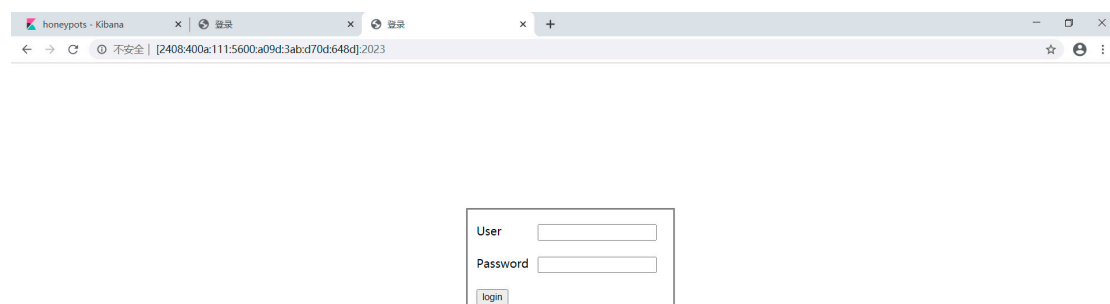 honeypots - Kibana
登录
登录
不安全 | [2408:400a:111:5600:a09d:3ab:d70d:648d]:2023
User
Password
login